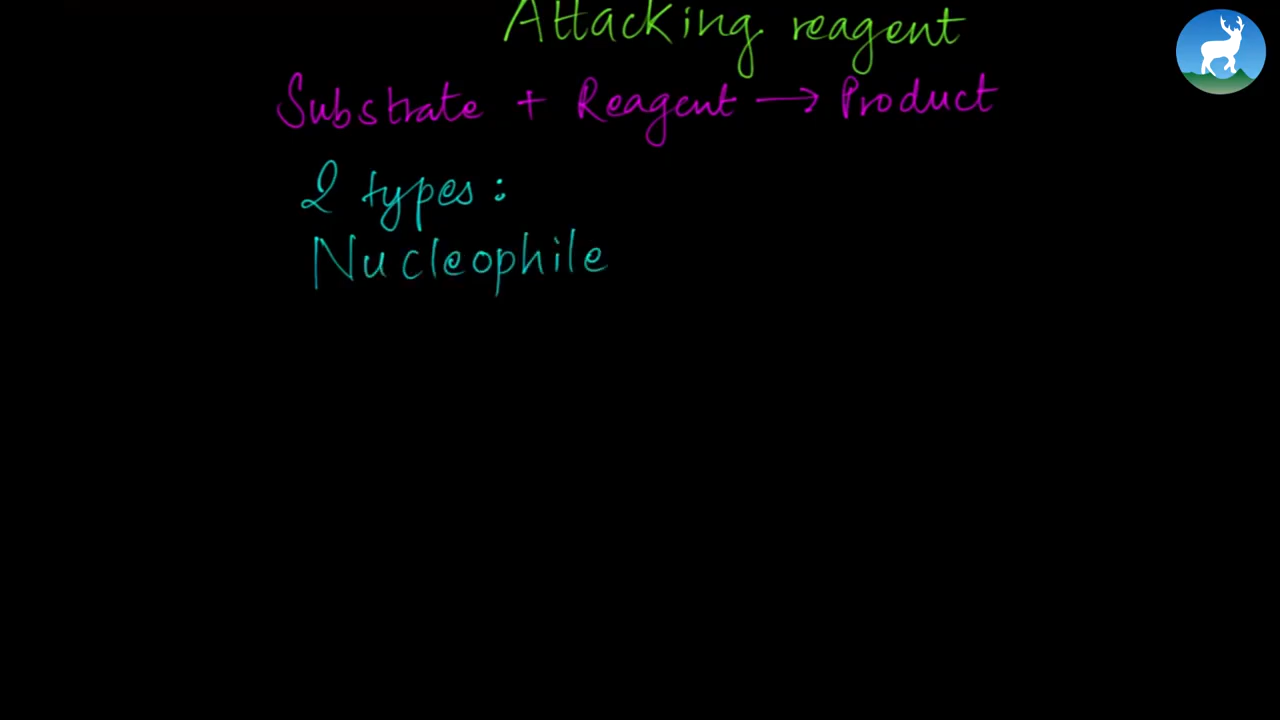 Attacking reagent
Substrate + Reagent → Product
2 types :
Nucleophile